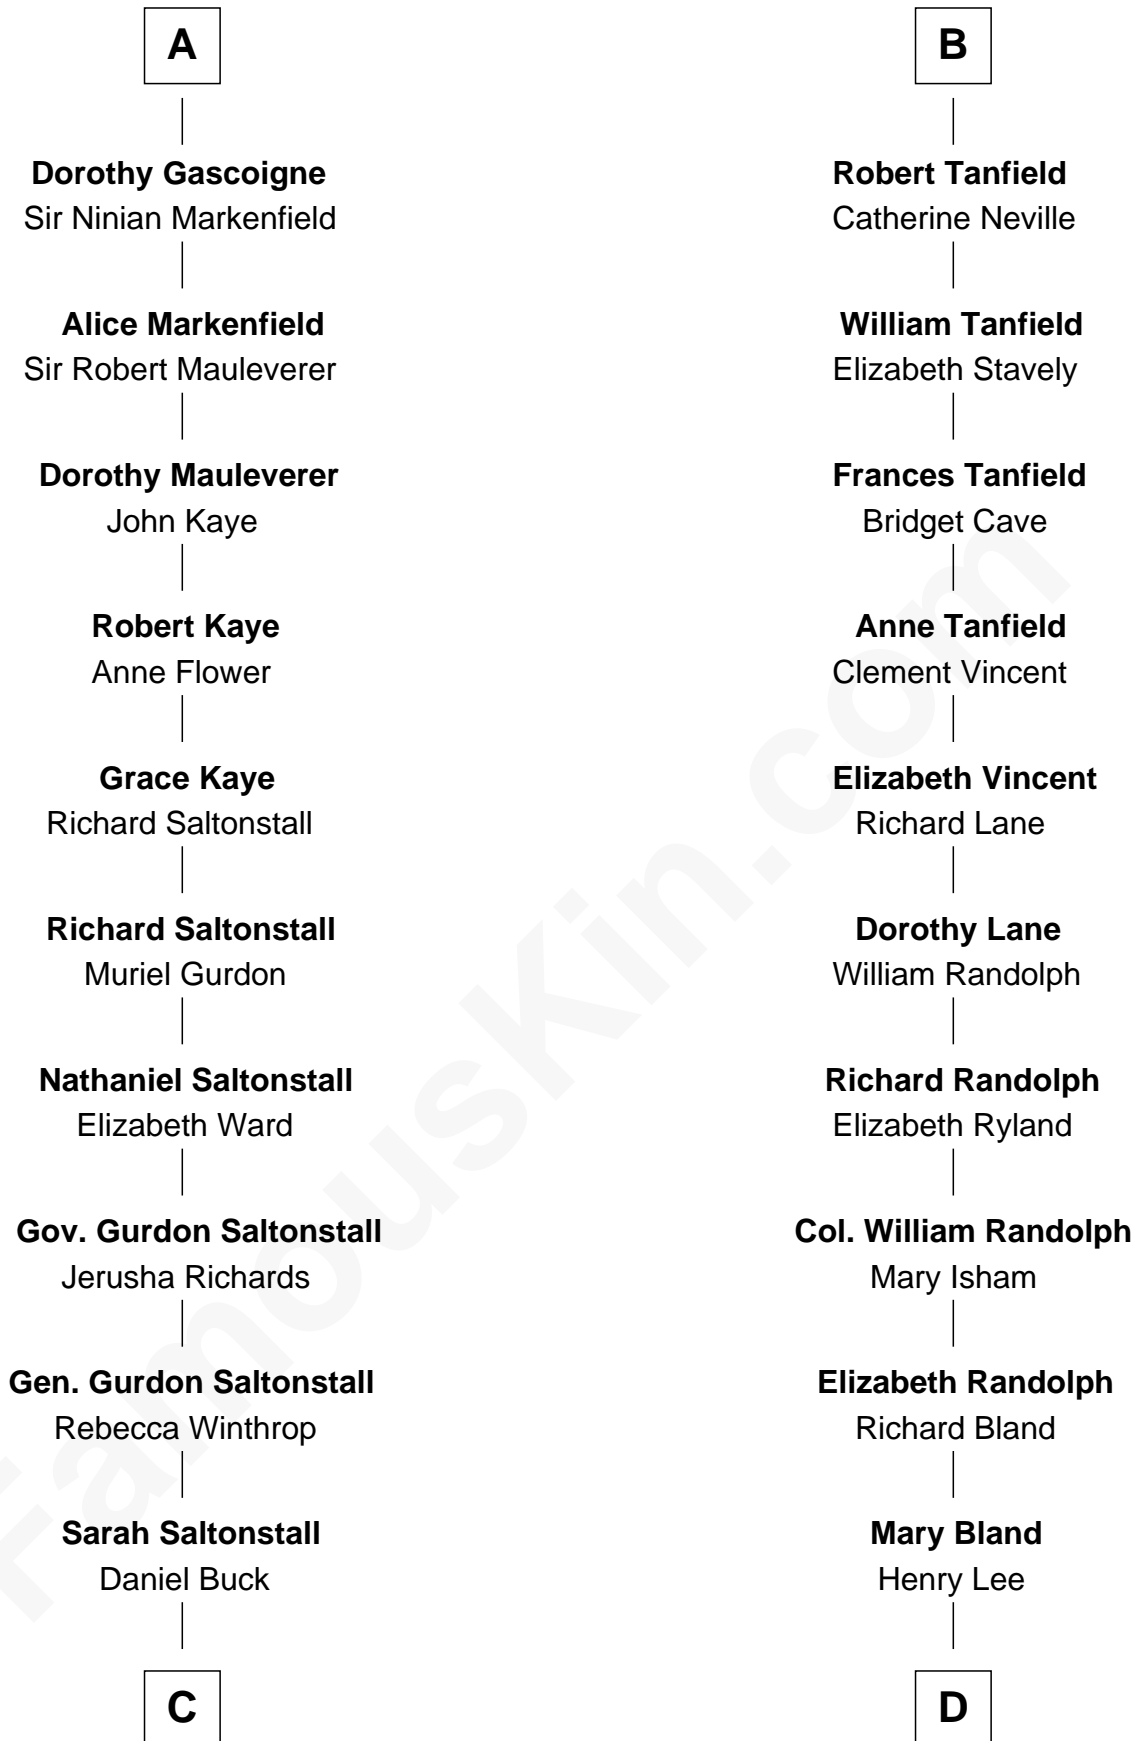 A
Dorothy Gascoigne
Sir Ninian Markenfield
Alice Markenfield
Sir Robert Mauleverer
Dorothy Mauleverer
John Kaye
Robert Kaye
Anne Flower
Grace Kaye
Richard Saltonstall
Richard Saltonstall
Muriel Gurdon
Nathaniel Saltonstall
Elizabeth Ward
Gov. Gurdon Saltonstall
Jerusha Richards
Gen. Gurdon Saltonstall
Rebecca Winthrop
Sarah Saltonstall
Daniel Buck
C
B
Robert Tanfield
Catherine Neville
William Tanfield
Elizabeth Stavely
Frances Tanfield
Bridget Cave
Anne Tanfield
Clement Vincent
Elizabeth Vincent
Richard Lane
Dorothy Lane
William Randolph
Richard Randolph
Elizabeth Ryland
Col. William Randolph
Mary Isham
Elizabeth Randolph
Richard Bland
Mary Bland
Henry Lee
D
FamousKin.com